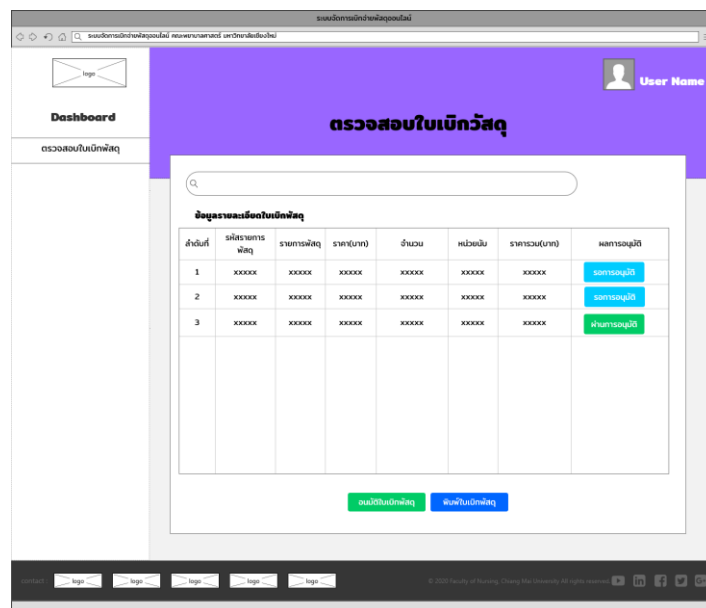 ระบบจัดการเบิกจ่ายพัสดุออนไลน์
ระบบจัดการเบิกจ่ายพัสดุออนไลน์ คณะพยาบาลศาสตร์ มหาวิทยาลัยเชียงใหม่
logo
User Name
Dashboard
ตรวจสอบใบเบิกวัสดุ
ตรวจสอบใบเบิกพัสดุ
ข้อมูลรายละเอียดใบเบิกพัสดุ
ลำดับที่ รหัสรายการพัสดุ รายการพัสดุ ราคา(บาท) จำนวน หน่วยนับ ราคารวม(บาท) ผลการอนุมัติ
1 xxxxx xxxxx xxxxx xxxxx xxxxx xxxxx รอการอนุมัติ
2 xxxxx xxxxx xxxxx xxxxx xxxxx xxxxx รอการอนุมัติ
3 xxxxx xxxxx xxxxx xxxxx xxxxx xxxxx ผ่านการอนุมัติ
อนุมัติใบเบิกพัสดุ พิมพ์ใบเบิกพัสดุ
contact : logo logo logo logo logo © 2020 Faculty of Nursing, Chiang Mai University All rights reserved